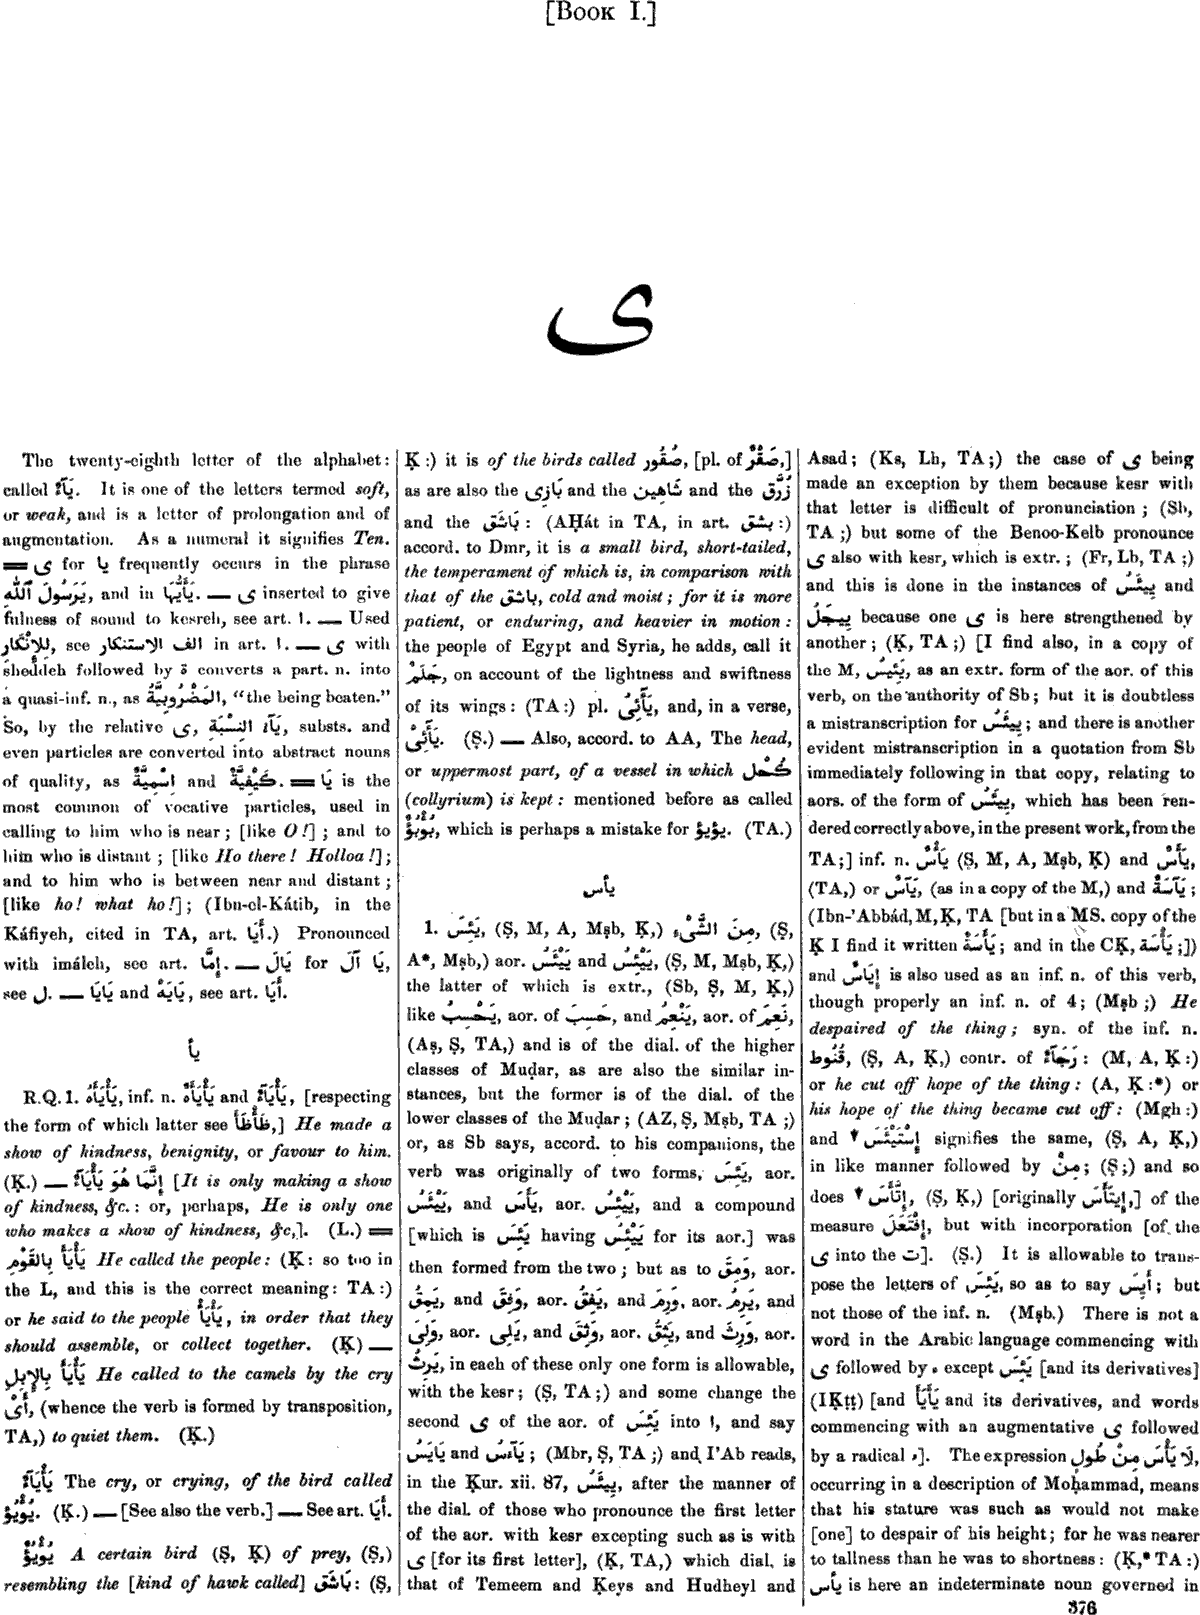 [BOOK I.]
ى
The twenty-eighth letter of the alphabet:
called يَآءٌ. It is one of the letters termed soft,
or weak, and is a letter of prolongation and of
augmentation. As a numeral it signifies Ten.
═ ى for يا frequently occurs in the phrase
يَرَسُولَ ٱللّٰهِ, and in يَأَيُّهَا. — ى inserted to give
fulness of sound to kesreh, see art. ا. — Used
لِلْإِنْكَارِ, see الف الاستنكار in art. ا. — ى with
sheddeh followed by ة converts a part. n. into
a quasi-inf. n., as المَضْرُوبِيَّةُ, “the being beaten.”
So, by the relative ى, يَآءُ النِّسْبَةِ, substs. and
even particles are converted into abstract nouns
of quality, as اِسْمِيَّةٌ and كَيْفِيَّةٌ. ═ يَا is the
most common of vocative particles, used in
calling to him who is near; [like O!]; and to
him who is distant; [like Ho there! Holloa!];
and to him who is between near and distant;
[like ho! what ho!]; (Ibn-el-Kátib, in the
Káfiyeh, cited in TA, art. أَيَا.) Pronounced
with imáleh, see art. إِمَّا. — يَالَ for يَا آلَ,
see ل. — يَايَا and يَايَهْ, see art. أَيَا.
يأ
R.Q. 1. يَأْيَأَهُ, inf. n. يَأْيَأَةٌ and يَأْيَآءٌ, [respecting
the form of which latter see طَأْطَأَ,] He made a
show of kindness, benignity, or favour to him.
(Ḳ.) — إِنَّمَا هُوَ يَأْيَآءٌ [It is only making a show
of kindness, &c.: or, perhaps, He is only one
who makes a show of kindness, &c,]. (L.) ═
يَأْيَأَ بِالقَوْمِ He called the people: (Ḳ: so too in
the L, and this is the correct meaning: TA:)
or he said to the people يَأْيَأْ, in order that they
should assemble, or collect together. (Ḳ) —
يَأْيَأَ بِالإِبِلِ He called to the camels by the cry
أَىْ, (whence the verb is formed by transposition,
TA,) to quiet them. (Ḳ.)
يَأْيَآءٌ The cry, or crying, of the bird called
يُؤْيُؤ. (Ḳ.) — [See also the verb.] — See art. أَيَا.
يُؤْيُؤٌ A certain bird (Ṣ, Ḳ) of prey, (Ṣ,)
resembling the [kind of hawk called] بَاشَق: (Ṣ,
Ḳ:) it is of the birds called صُقُور, [pl. of صَقْرٌ,]
as are also the بَازِى and the شَاهِين and the زُرَّق
and the بَاشَق: (AḤát in TA, in art. بشق:)
accord. to Dmr, it is a small bird, short-tailed,
the temperament of which is, in comparison with
that of the باشق, cold and moist; for it is more
patient, or enduring, and heavier in motion:
the people of Egypt and Syria, he adds, call it
جَلَمْ, on account of the lightness and swiftness
of its wings: (TA:) pl. يَأَئِىُ, and, in a verse,
يَأَئِىْ. (Ṣ.) — Also, accord. to AA, The head,
or uppermost part, of a vessel in which كُحْل
(collyrium) is kept: mentioned before as called
بُوبُؤٌ, which is perhaps a mistake for يؤيؤ. (TA.)
يأس
1. يَئِسَ, (Ṣ, M, A, Mṣb, Ḳ,) مِنَ الشَّىْءِ, (Ṣ,
A*, Mṣb,) aor. يَيْئَسُ and يَيْئِسُ, (Ṣ, M, Mṣb, Ḳ,)
the latter of which is extr., (Sb, Ṣ, M, Ḳ,)
like يَحْسِبُ, aor. of حَسِبَ, and يَنْعِمُ, aor. of نَعِمَ,
(Aṣ, Ṣ, TA,) and is of the dial. of the higher
classes of Muḍar, as are also the similar in-
stances, but the former is of the dial. of the
lower classes of the Muḍar; (AZ, Ṣ, Mṣb, TA;)
or, as Sb says, accord. to his companions, the
verb was originally of two forms, يَئِسَ, aor.
يَيْئَسُ, and يَأَسَ, aor. يَيْئِسُ, and a compound
[which is يَئِسَ having يَيْئِسُ for its aor.] was
then formed from the two; but as to وَمِقَ, aor.
يَمِقُ, and وَفِقَ, aor. يَفِقُ, and وَرِمَ, aor. يَرِمُ, and
وَلِىَ, aor. يَلِى, and وَثِقَ, aor. يَثِقُ, and وَرِثَ, aor.
يَرِثُ, in each of these only one form is allowable,
with the kesr; (Ṣ, TA;) and some change the
second ى of the aor. of يَئِسَ into ا, and say
يَايَسُ and يَآءَسُ; (Mbr, Ṣ, TA;) and I’Ab reads,
in the Ḳur. xii. 87, يِيئَسُ, after the manner of
the dial. of those who pronounce the first letter
of the aor. with kesr excepting such as is with
ى [for its first letter], (Ḳ, TA,) which dial. is
that of Temeem and Ḳeys and Hudheyl and
Asad; (Ks, Lh, TA;) the case of ى being
made an exception by them because kesr with
that letter is difficult of pronunciation; (Sb,
TA;) but some of the Benoo-Kelb pronounce
ى also with kesr, which is extr.; (Fr, Lb, TA;)
and this is done in the instances of يِيئَسُ and
يِيجَلُ because one ى is here strengthened by
another; (Ḳ, TA;) [I find also, in a copy of
the M, يَئِيسُ, as an extr. form of the aor. of this
verb, on the authority of Sb; but it is doubtless
a mistranscription for يِيئَسُ; and there is another
evident mistranscription in a quotation from Sb
immediately following in that copy, relating to
aors. of the form of يِيئَسُ, which has been ren-
dered correctly above, in the present work, from the
TA;] inf. n. يَأْسٌ (Ṣ, M, A, Mṣb, Ḳ) and يَأَسٌ,
(TA,) or يَآسٌ, (as in a copy of the M,) and يَآسَةٌ;
(Ibn-’Abbád, M, Ḳ, TA [but in a MS. copy of the
Ḳ I find it written يَأْسَةٌ; and in the CḲ, يَأَسَة;])
and إِيَاسٌ is also used as an inf. n. of this verb,
though properly an inf. n. of 4; (Mṣb;) He
despaired of the thing; syn. of the inf. n.
قُنُوط, (Ṣ, A, Ḳ,) contr. of رَجَآءٌ: (M, A, Ḳ:)
or he cut off hope of the thing: (A, Ḳ:*) or
his hope of the thing became cut off: (Mgh:)
and ▼ إِسْتَيْئَسَ signifies the same, (Ṣ, A, Ḳ,)
in like manner followed by مِنْ; (Ṣ;) and so
does ▼ إِتَّأَسَ, (Ṣ, Ḳ,) [originally إِيتَأَسَ,] of the
measure إِفْتَعَلَ, but with incorporation [of the
ى into the ت]. (Ṣ.) It is allowable to trans-
pose the letters of يَئِسَ, so as to say أَيِسَ; but
not those of the inf. n. (Mṣb.) There is not a
word in the Arabic language commencing with
ى followed by ء except يَئِسَ [and its derivatives]
(IḲṭṭ) [and يَأْيَأَ and its derivatives, and words
commencing with an augmentative ى followed
by a radical ء]. The expression لَا يَأْسَ مِنْ طُولٍ,
occurring in a description of Moḥammad, means
that his stature was such as would not make
[one] to despair of his height; for he was nearer
to tallness than he was to shortness: (Ḳ,* TA:)
يأس is here an indeterminate noun governed in
376